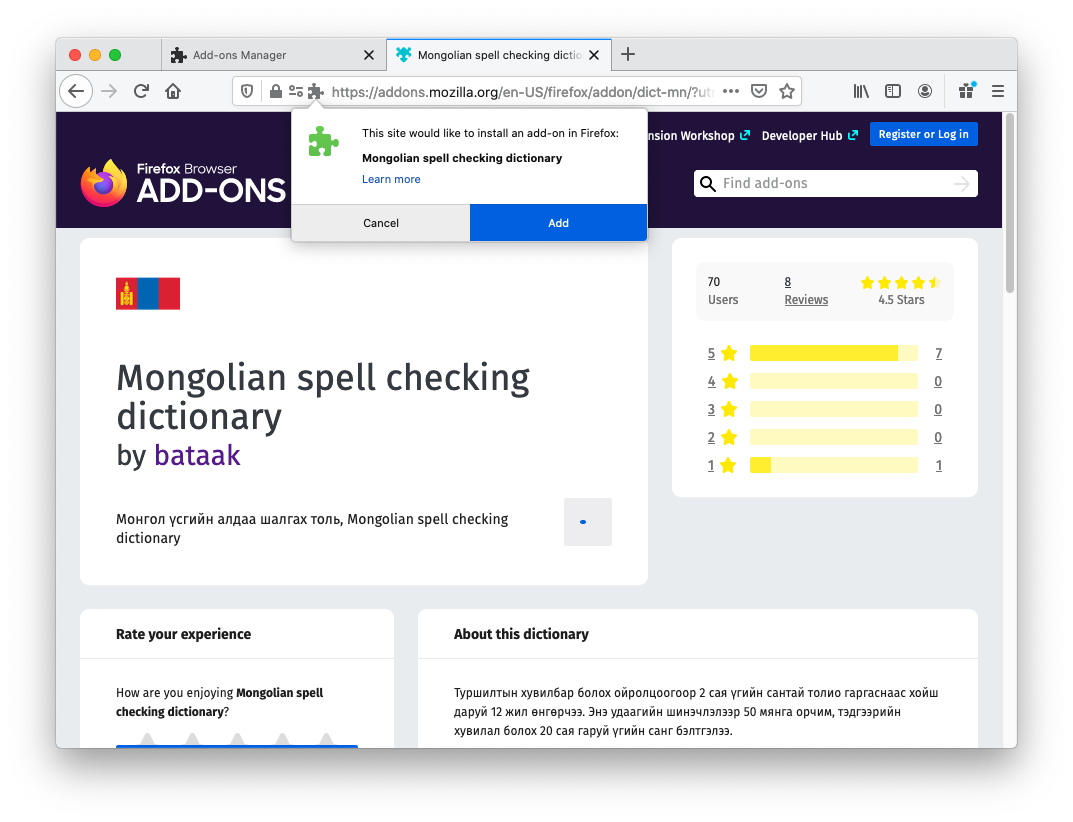 Add-ons Manager
Mongolian spell checking dictio
https://addons.mozilla.org/en-US/firefox/addon/dict-mn/?ut
This site would like to install an add-on in Firefox:
Mongolian spell checking dictionary
Learn more
Cancel
Add
Workshop
Developer Hub
Register or Log in
Firefox Browser
ADD-ONS
Find add-ons
Mongolian spell checking
dictionary
by bataak
Монгол үсгийн алдаа шалгах толь, Mongolian spell checking
dictionary
70
Users
8
Reviews
4.5 Stars
5 7
4 0
3 0
2 0
1 1
Rate your experience
How are you enjoying Mongolian spell
checking dictionary?
About this dictionary
Туршилтын хувилбар болох ойролцоогоор 2 сая үгийн сантай толио гаргаснаас хойш
даруй 12 жил өнгөрчээ. Энэ удаагийн шинэчлэлээр 50 мянга орчим, тэдгээрийн
хувилал болох 20 сая гаруй үгийн санг бэлтгэлээ.